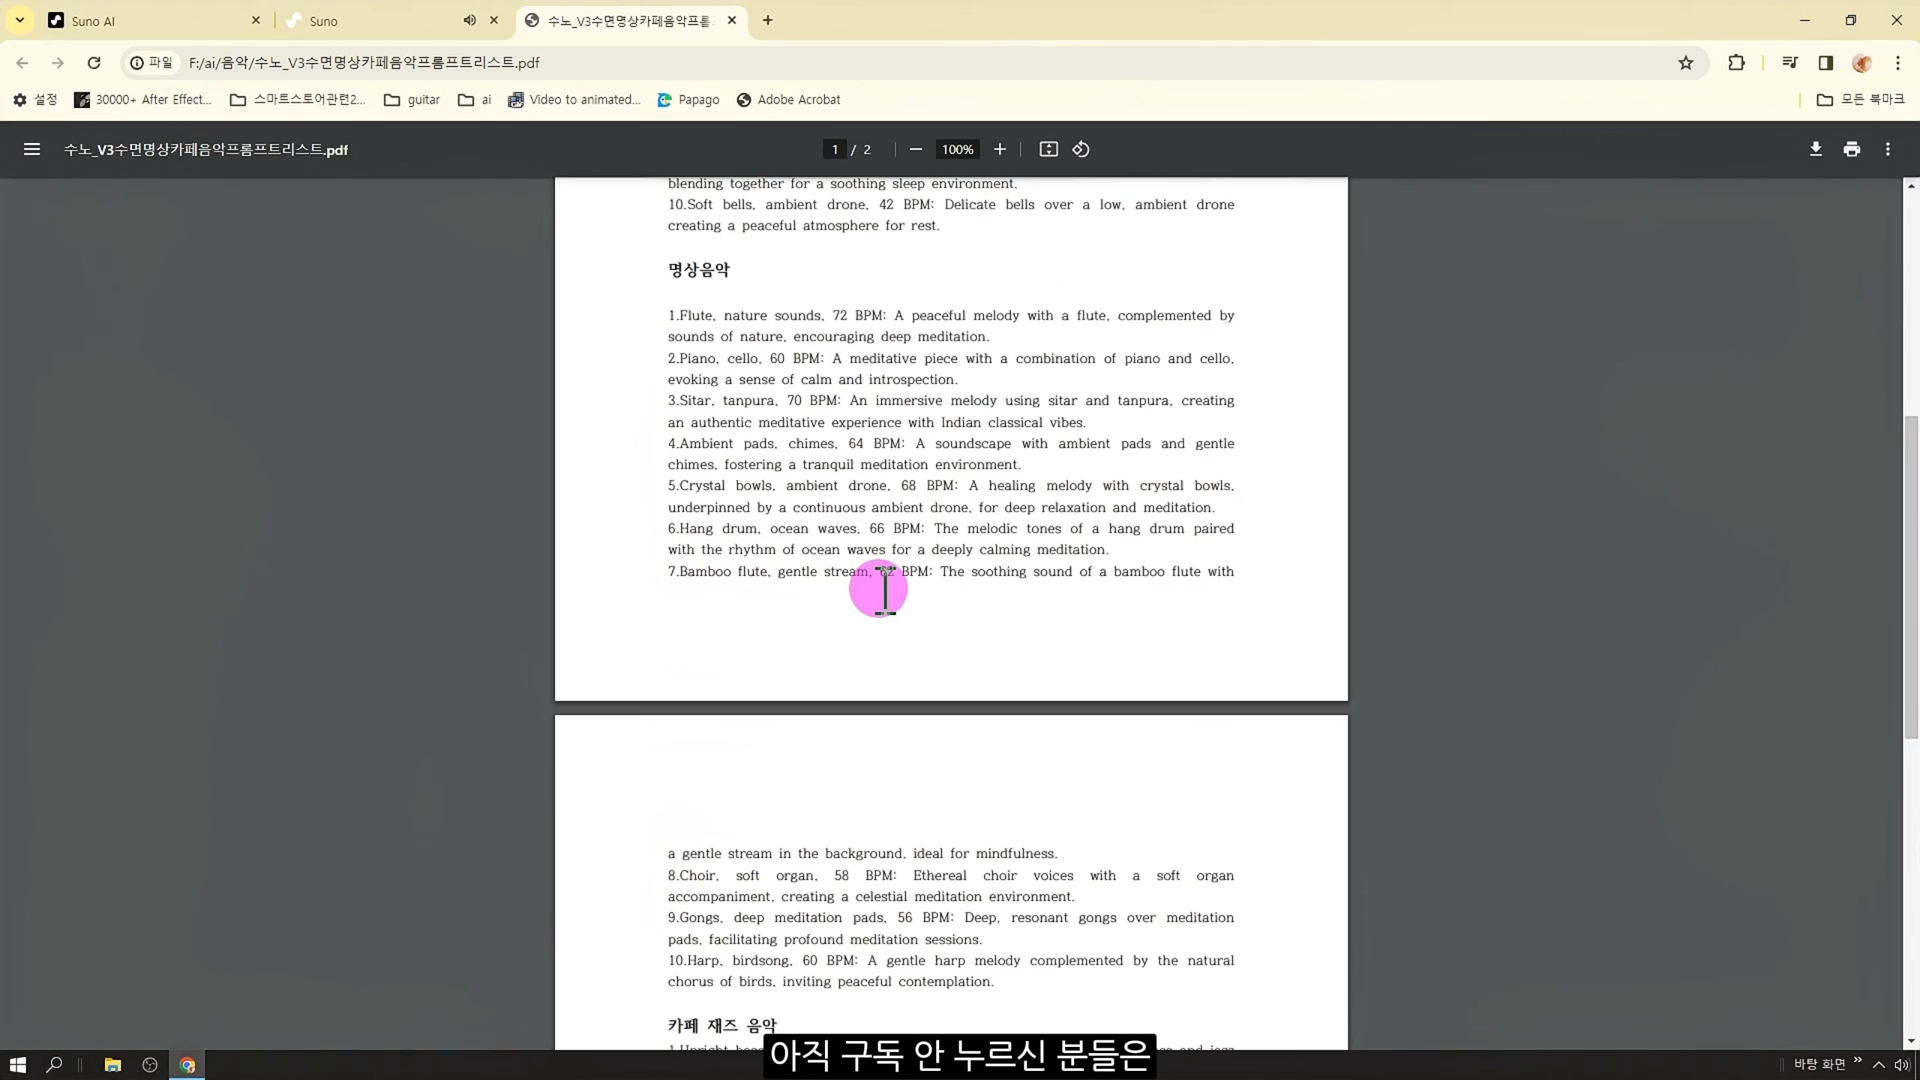 Suno AI
Suno
수노_V3수면명상카페음악프롬
파일
F:/ai/음악/수노_V3수면명상카페음악프롬프트리스트.pdf
설정
30000+ After Effect...
스마트스토어관련2...
guitar
ai
Video to animated...
Papago
Adobe Acrobat
모든 북마크
수노_V3수면명상카페음악프롬프트리스트.pdf
1 / 2
100%
blending together for a soothing sleep environment.
10.Soft bells, ambient drone, 42 BPM: Delicate bells over a low, ambient drone
creating a peaceful atmosphere for rest.
명상음악
1.Flute, nature sounds, 72 BPM: A peaceful melody with a flute, complemented by
sounds of nature, encouraging deep meditation.
2.Piano, cello, 60 BPM: A meditative piece with a combination of piano and cello,
evoking a sense of calm and introspection.
3.Sitar, tanpura, 70 BPM: An immersive melody using sitar and tanpura, creating
an authentic meditative experience with Indian classical vibes.
4.Ambient pads, chimes, 64 BPM: A soundscape with ambient pads and gentle
chimes, fostering a tranquil meditation environment.
5.Crystal bowls, ambient drone, 68 BPM: A healing melody with crystal bowls,
underpinned by a continuous ambient drone, for deep relaxation and meditation.
6.Hang drum, ocean waves, 66 BPM: The melodic tones of a hang drum paired
with the rhythm of ocean waves for a deeply calming meditation.
7.Bamboo flute, gentle stream, BPM: The soothing sound of a bamboo flute with
a gentle stream in the background, ideal for mindfulness.
8.Choir, soft organ, 58 BPM: Ethereal choir voices with a soft organ
accompaniment, creating a celestial meditation environment.
9.Gongs, deep meditation pads, 56 BPM: Deep, resonant gongs over meditation
pads, facilitating profound meditation sessions.
10.Harp, birdsong, 60 BPM: A gentle harp melody complemented by the natural
chorus of birds, inviting peaceful contemplation.
카페 재즈 음악
1.Upright
아직 구독 안 누르신 분들은
바탕 화면